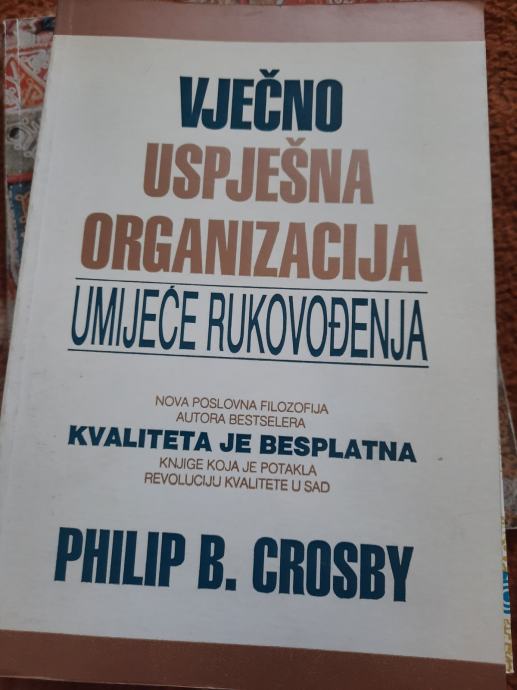 VJEČNO
USPJEŠNA
ORGANIZACIJA
UMIJEĆE RUKOVOĐENJA
NOVA POSLOVNA FILOZOFIJA
AUTORA BESTSELERA
KVALITETA JE BESPLATNA
KNJIGE KOJA JE POTAKLA
REVOLUCIJU KVALITETE U SAD
PHILIP B. CROSBY